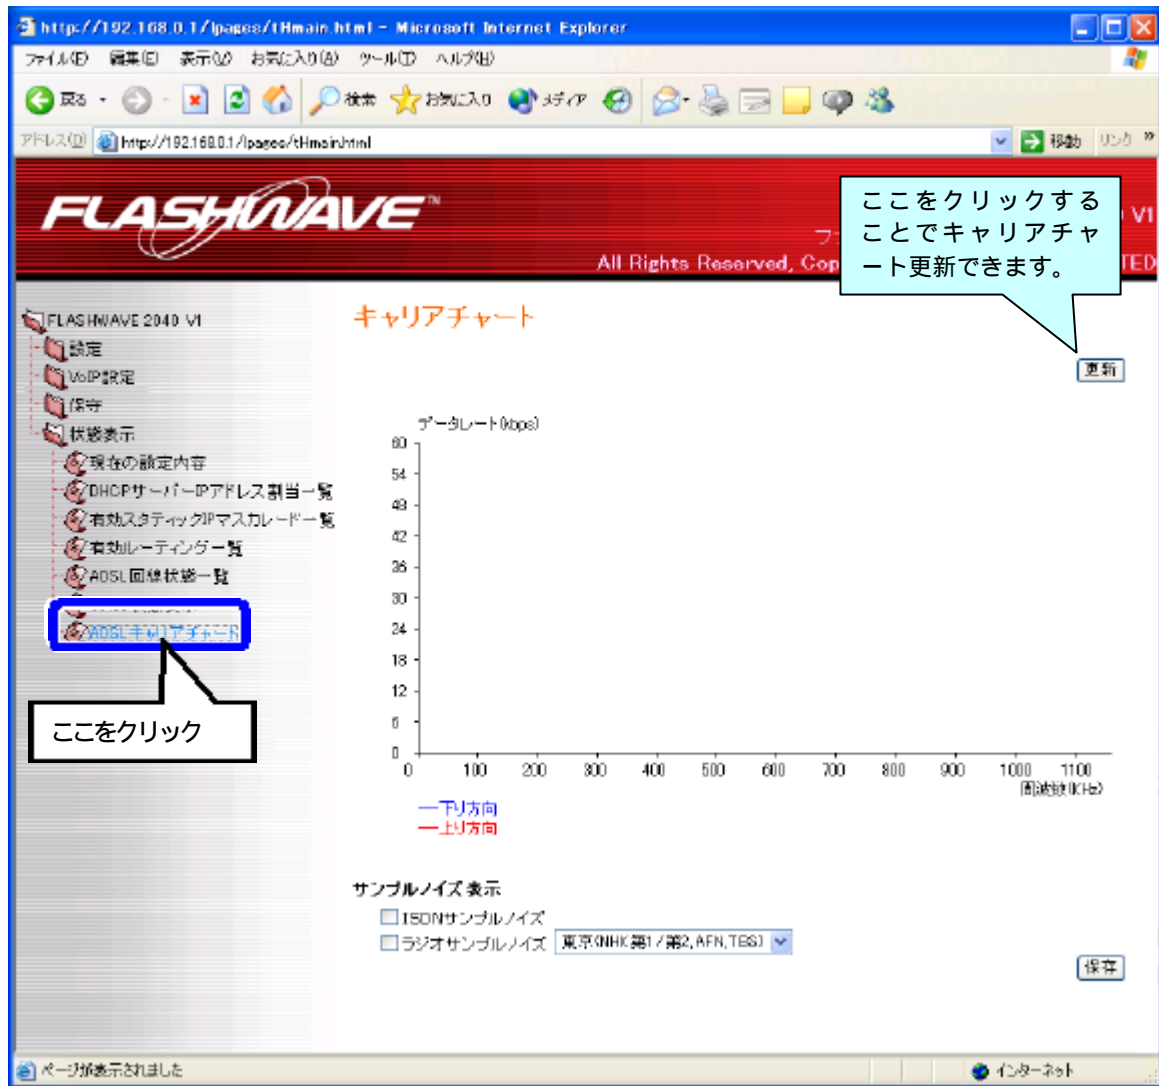 http://192.168.0.1/lpages/tHmain.html - Microsoft Internet Explorer
ファイル(F) 編集(E) 表示(V) お気に入り(A) ツール(T) ヘルプ(H)
戻る 検索 お気に入り メディア
アドレス(D) http://192.168.0.1/lpages/tHmain.html 移動 リンク »
FLASHWAVE™
V1
All Rights Reserved, Cop
TED
ここをクリックする
ことでキャリアチャ
ート更新できます。
FLASHWAVE 2040 V1
設定
VoIP設定
保守
状態表示
現在の設定内容
DHCPサーバーIPアドレス割当一覧
有効スタティックIPマスカレード一覧
有効ルーティング一覧
ADSL回線状態一覧
ADSLキャリアチャート
ここをクリック
キャリアチャート
更新
データレート(kbps)
60
54
48
42
36
30
24
18
12
6
0
0 100 200 300 400 500 600 700 800 900 1000 1100
周波数(KHz)
下り方向
上り方向
サンプルノイズ表示
ISDNサンプルノイズ
ラジオサンプルノイズ 東京(NHK第1/第2,AFN,TBS)
保存
ページが表示されました インターネット